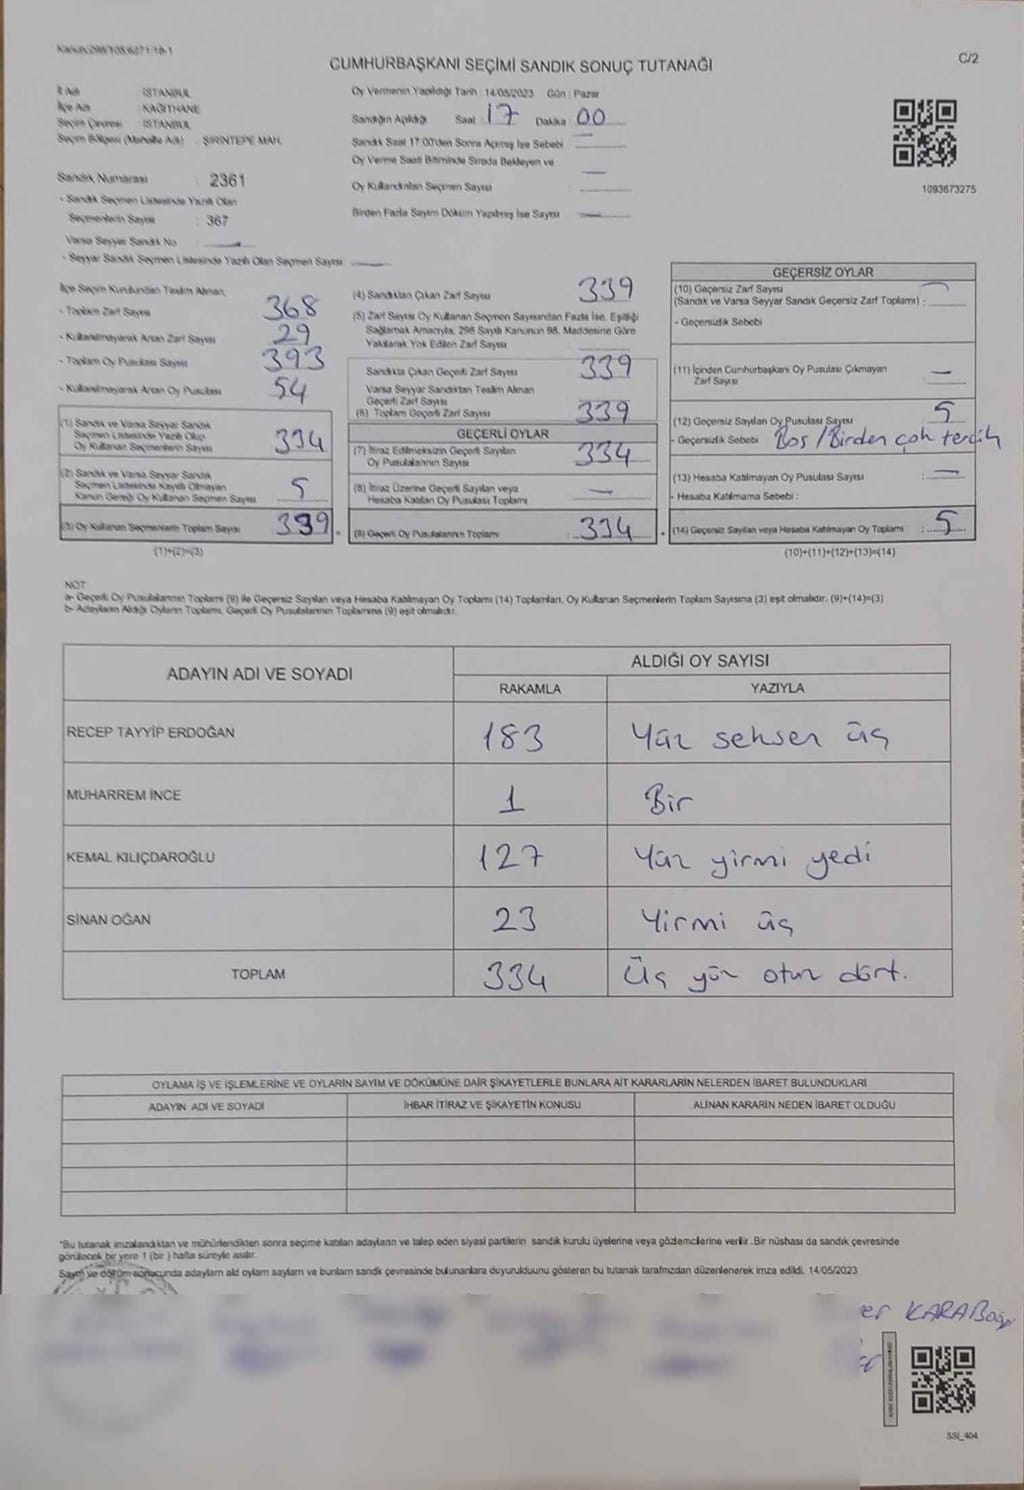 Kanun:298/105,6271/19-1
C/2
CUMHURBAŞKANI SEÇİMİ SANDIK SONUÇ TUTANAĞI
İl Adı : İSTANBUL
İlçe Adı : KAĞITHANE
Seçim Çevresi : İSTANBUL
Seçim Bölgesi (Mahalle Adı) : ŞİRİNTEPE MAH.
Sandık Numarası : 2361
- Sandık Seçmen Listesinde Yazılı Olan
Seçmenlerin Sayısı : 367
Varsa Seyyar Sandık No : —
- Seyyar Sandık Seçmen Listesinde Yazılı Olan Seçmen Sayısı: —
Oy Vermenin Yapıldığı Tarih : 14/05/2023 Gün : Pazar
Sandığın Açıldığı Saat : 17 Dakika : 00
Sandık Saat 17:00'den Sonra Açılmış İse Sebebi : —
Oy Verme Saati Bitiminde Sırada Bekleyen ve
Oy Kullandırılan Seçmen Sayısı : —
Birden Fazla Sayım Döküm Yapılmış İse Sayısı : —
1093673275
İlçe Seçim Kurulundan Teslim Alınan;
- Toplam Zarf Sayısı 368
- Kullanılmayarak Artan Zarf Sayısı 29
- Toplam Oy Pusulası Sayısı 393
- Kullanılmayarak Artan Oy Pusulası 54
(1) Sandık ve Varsa Seyyar Sandık
Seçmen Listesinde Yazılı Olup
Oy Kullanan Seçmenlerin Sayısı 334
(2) Sandık ve Varsa Seyyar Sandık
Seçmen Listesinde Kayıtlı Olmayan
Kanun Gereği Oy Kullanan Seçmen Sayısı 5
(3) Oy Kullanan Seçmenlerin Toplam Sayısı 339
(1)+(2)=(3)
(4) Sandıktan Çıkan Zarf Sayısı 339
(5) Zarf Sayısı Oy Kullanan Seçmen Sayısından Fazla İse, Eşitliği
Sağlamak Amacıyla, 298 Sayılı Kanunun 98. Maddesine Göre
Yakılarak Yok Edilen Zarf Sayısı
Sandıkta Çıkan Geçerli Zarf Sayısı 339
Varsa Seyyar Sandıktan Teslim Alınan
Geçerli Zarf Sayısı
(6) Toplam Geçerli Zarf Sayısı 339
GEÇERLİ OYLAR
(7) İtiraz Edilmeksizin Geçerli Sayılan
Oy Pusulalarının Sayısı 334
(8) İtiraz Üzerine Geçerli Sayılan veya
Hesaba Katılan Oy Pusulası Toplamı —
(9) Geçerli Oy Pusulalarının Toplamı 334
GEÇERSİZ OYLAR
(10) Geçersiz Zarf Sayısı
(Sandık ve Varsa Seyyar Sandık Geçersiz Zarf Toplamı) : —
- Geçersizlik Sebebi
(11) İçinden Cumhurbaşkanı Oy Pusulası Çıkmayan
Zarf Sayısı : —
(12) Geçersiz Sayılan Oy Pusulası Sayısı 5
- Geçersizlik Sebebi Boş / Birden çok tercih
(13) Hesaba Katılmayan Oy Pusulası Sayısı : —
- Hesaba Katılmama Sebebi :
(14) Geçersiz Sayılan veya Hesaba Katılmayan Oy Toplamı : 5
(10)+(11)+(12)+(13)=(14)
NOT:
a- Geçerli Oy Pusulalarının Toplamı (9) ile Geçersiz Sayılan veya Hesaba Katılmayan Oy Toplamı (14) Toplamları, Oy Kullanan Seçmenlerin Toplam Sayısına (3) eşit olmalıdır. (9)+(14)=(3)
b- Adayların Aldığı Oyların Toplamı, Geçerli Oy Pusulalarının Toplamına (9) eşit olmalıdır.
ADAYIN ADI VE SOYADI
ALDIĞI OY SAYISI
RAKAMLA YAZIYLA
RECEP TAYYİP ERDOĞAN 183 Yüz seksen üç
MUHARREM İNCE 1 Bir
KEMAL KILIÇDAROĞLU 127 Yüz yirmi yedi
SİNAN OĞAN 23 Yirmi üç
TOPLAM 334 Üç yüz otuz dört.
OYLAMA İŞ VE İŞLEMLERİNE VE OYLARIN SAYIM VE DÖKÜMÜNE DAİR ŞİKAYETLERLE BUNLARA AİT KARARLARIN NELERDEN İBARET BULUNDUKLARI
ADAYIN ADI VE SOYADI İHBAR İTİRAZ VE ŞİKAYETİN KONUSU ALINAN KARARIN NEDEN İBARET OLDUĞU
*Bu tutanak imzalandıktan ve mühürlendikten sonra seçime katılan adayların ve talep eden siyasi partilerin sandık kurulu üyelerine veya gözlemcilerine verilir .Bir nüshası da sandık çevresinde
görülecek bir yere 1 (bir ) hafta süreyle asılır.
Sayım ve döküm sonucunda adayların aldı oyların sayların ve bunların sandk çevresinde bulunanlara duyurulduunu gösteren bu tutanak tarafmzdan düzenlenerek imza edildi. 14/05/2023
SSI_404